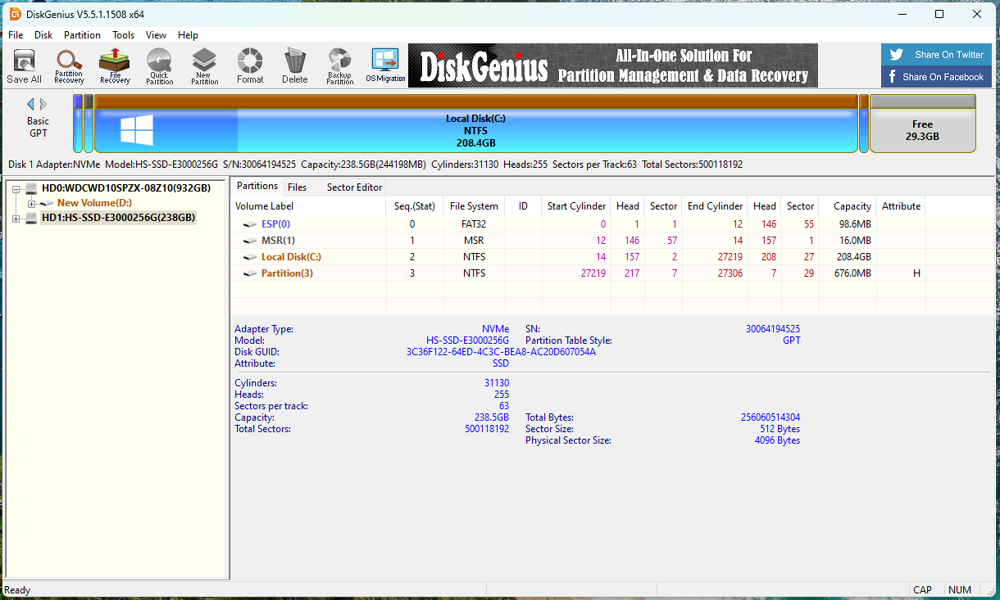 DiskGenius V5.5.1.1508 x64
File Disk Partition Tools View Help
Save All
Partition Recovery
File Recovery
Quick Partition
New Partition
Format
Delete
Backup Partition
OS Migration
DiskGenius
All-In-One Solution For
Partition Management & Data Recovery
Share On Twitter
Share On Facebook
Basic
GPT
Local Disk(C:)
NTFS
208.4GB
Free
29.3GB
Disk 1 Adapter:NVMe Model:HS-SSD-E3000256G S/N:30064194525 Capacity:238.5GB(244198MB) Cylinders:31130 Heads:255 Sectors per Track:63 Total Sectors:500118192
HD0:WDCWD10SPZX-08Z10(932GB)
New Volume(D:)
HD1:HS-SSD-E3000256G(238GB)
Partitions Files Sector Editor
Volume Label Seq.(Stat) File System ID Start Cylinder Head Sector End Cylinder Head Sector Capacity Attribute
ESP(0) 0 FAT32 0 1 1 12 146 55 98.6MB
MSR(1) 1 MSR 12 146 57 14 157 1 16.0MB
Local Disk(C:) 2 NTFS 14 157 2 27219 208 27 208.4GB
Partition(3) 3 NTFS 27219 217 7 27306 7 29 676.0MB H
Adapter Type: NVMe SN: 30064194525
Model: HS-SSD-E3000256G Partition Table Style: GPT
Disk GUID: 3C36F122-64ED-4C3C-BEA8-AC20D607054A
Attribute: SSD
Cylinders: 31130
Heads: 255
Sectors per track: 63
Capacity: 238.5GB Total Bytes: 256060514304
Total Sectors: 500118192 Sector Size: 512 Bytes
Physical Sector Size: 4096 Bytes
Ready CAP NUM